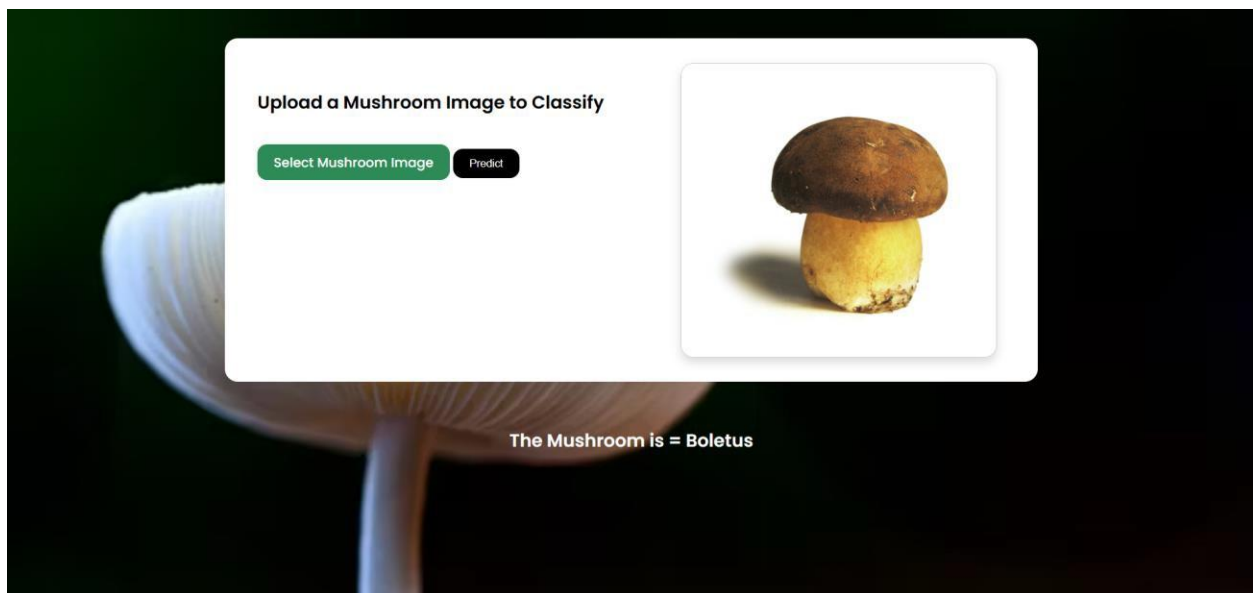 Upload a Mushroom Image to Classify
Select Mushroom Image Predict
The Mushroom is = Boletus